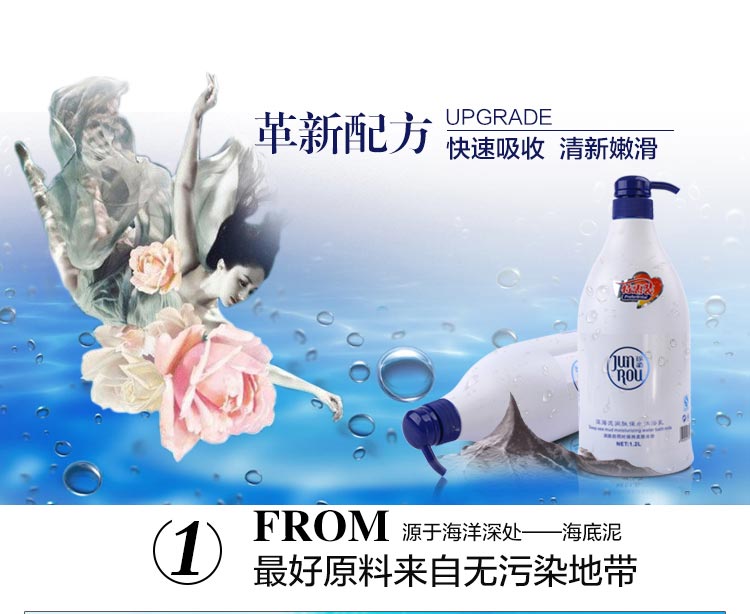 革新配方
UPGRADE
快速吸收 清新嫩滑
JUN
ROU
NET:1.2L
① FROM 源于海洋深处——海底泥
最好原料来自无污染地带